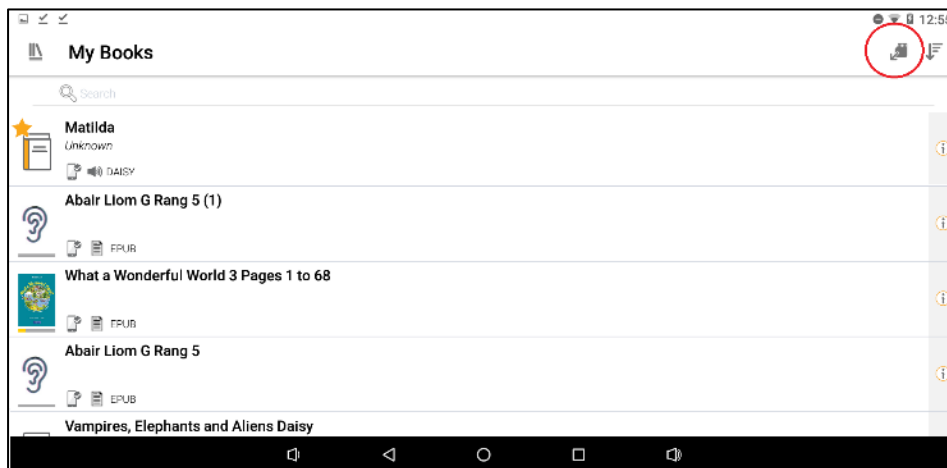 12:55
My Books
Search
Matilda
Unknown
DAISY
Abair Liom G Rang 5 (1)
EPUB
What a Wonderful World 3 Pages 1 to 68
EPUB
Abair Liom G Rang 5
EPUB
Vampires, Elephants and Aliens Daisy